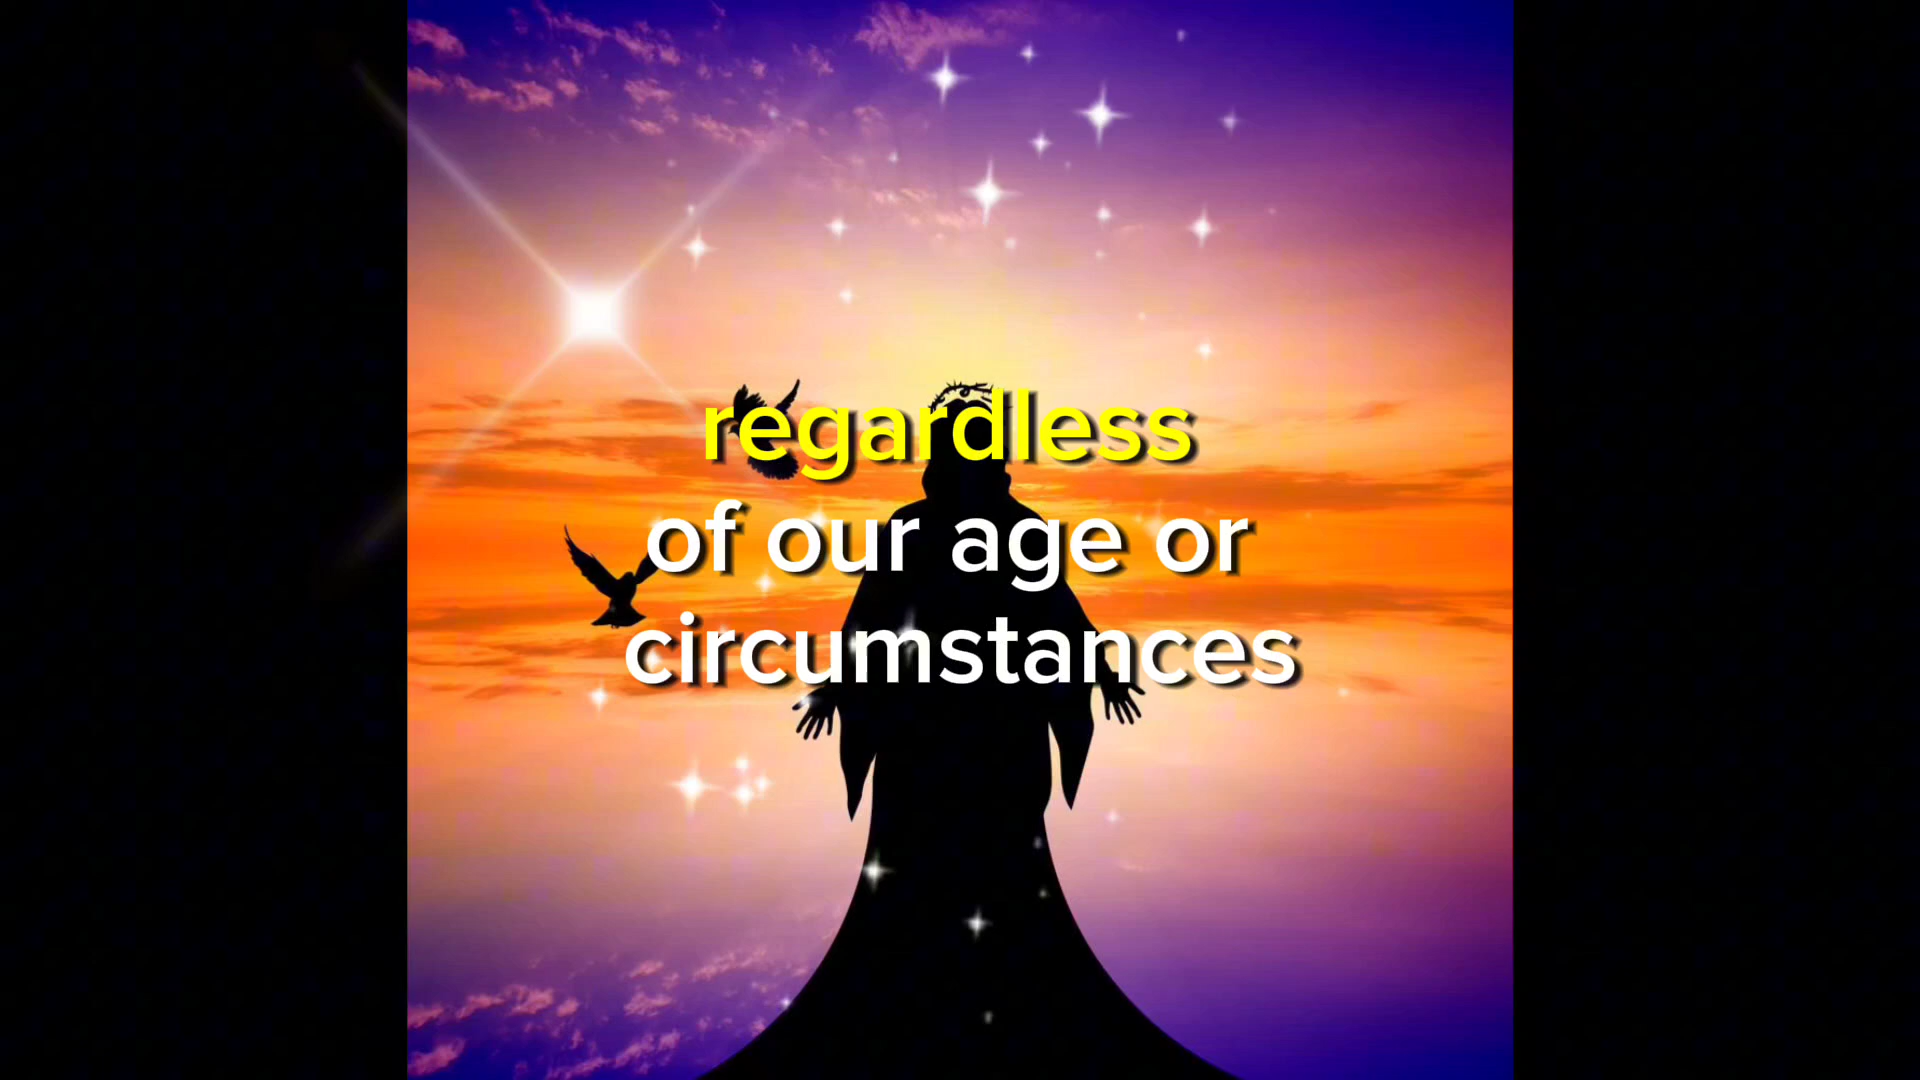 regardless
of our age or
circumstances